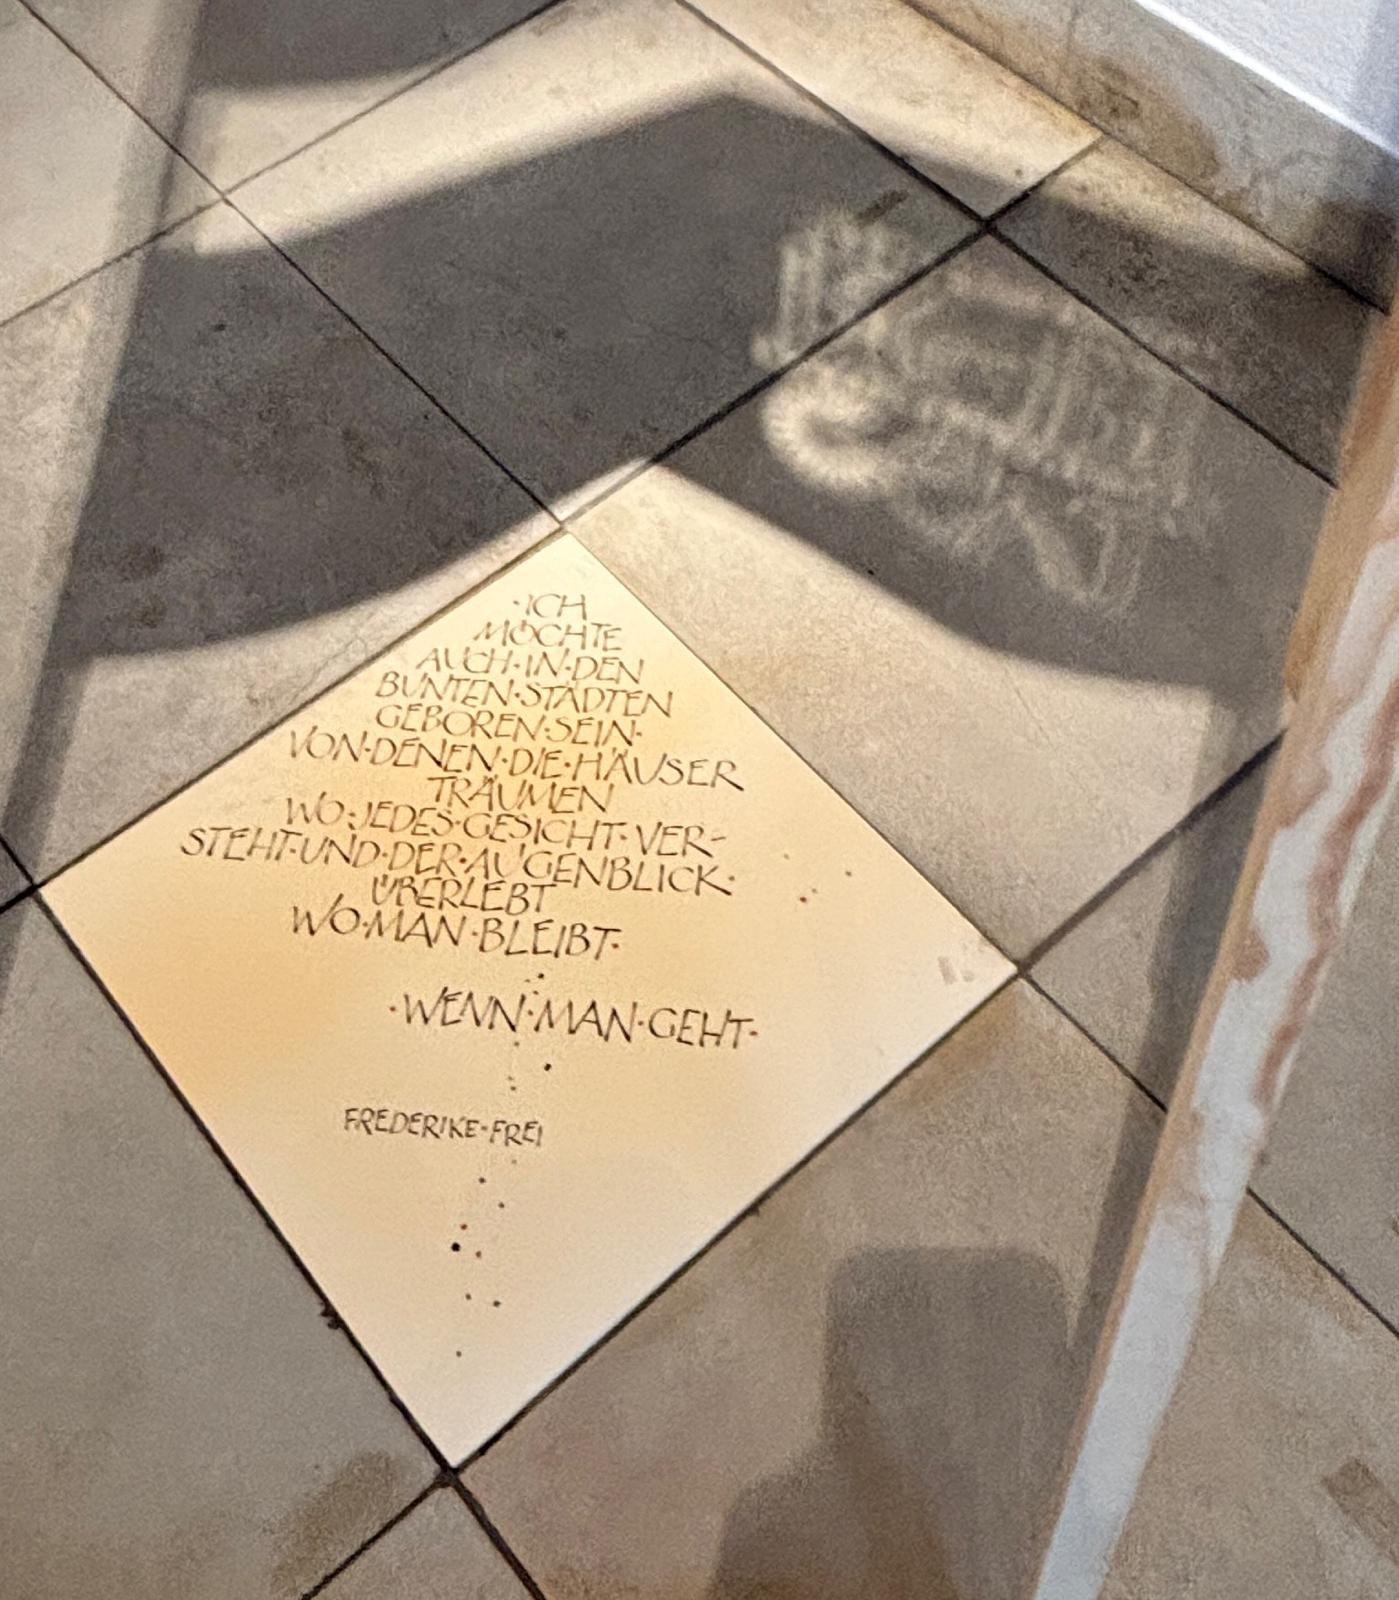 ·ICH
MÖCHTE
AUCH·IN·DEN
BUNTEN·STÄDTEN
GEBOREN·SEIN·
VON·DENEN·DIE·HÄUSER
TRÄUMEN
WO·JEDES·GESICHT·VER-
STEHT·UND·DER·AUGENBLICK·
ÜBERLEBT
WO·MAN·BLEIBT·
·WENN·MAN·GEHT·
FREDERIKE·FREI